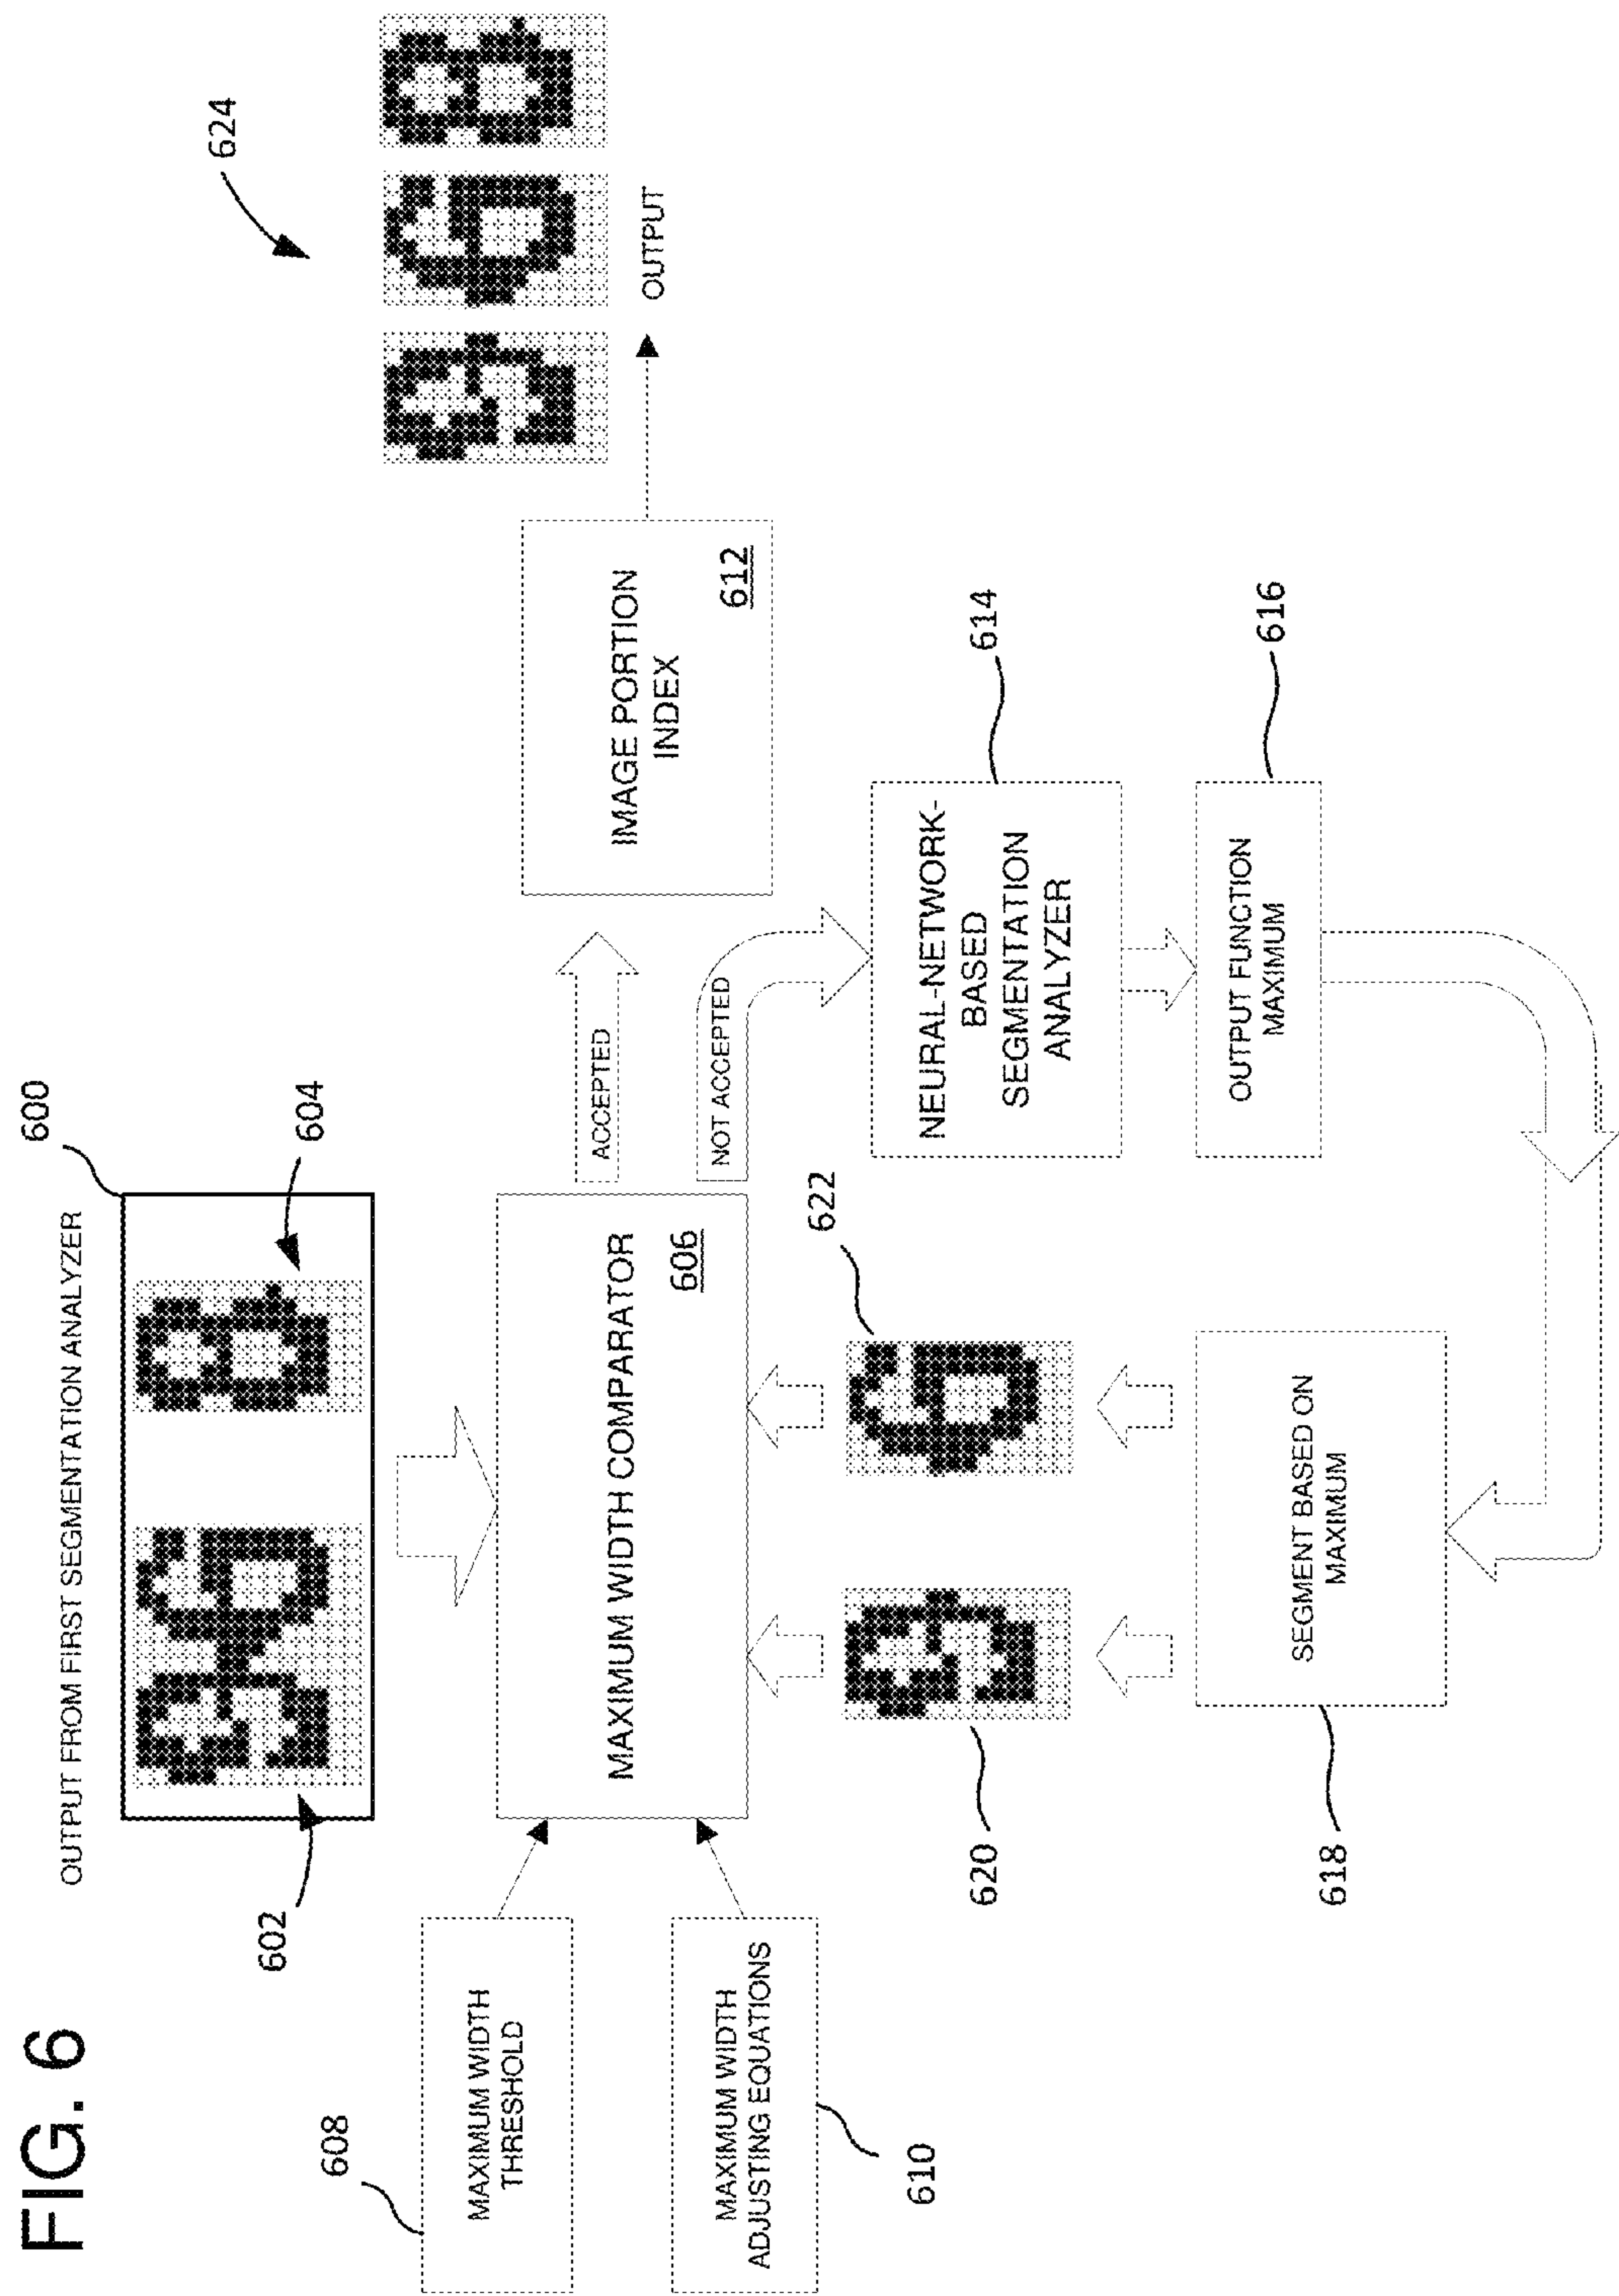 FIG. 6
OUTPUT FROM FIRST SEGMENTATION ANALYZER
600
602
604
608
MAXIMUM WIDTH
THRESHOLD
MAXIMUM WIDTH COMPARATOR
606
MAXIMUM WIDTH
ADJUSTING EQUATIONS
610
ACCEPTED
NOT ACCEPTED
IMAGE PORTION
INDEX
612
OUTPUT
624
620
622
NEURAL-NETWORK-
BASED
SEGMENTATION
ANALYZER
614
OUTPUT FUNCTION
MAXIMUM
616
SEGMENT BASED ON
MAXIMUM
618